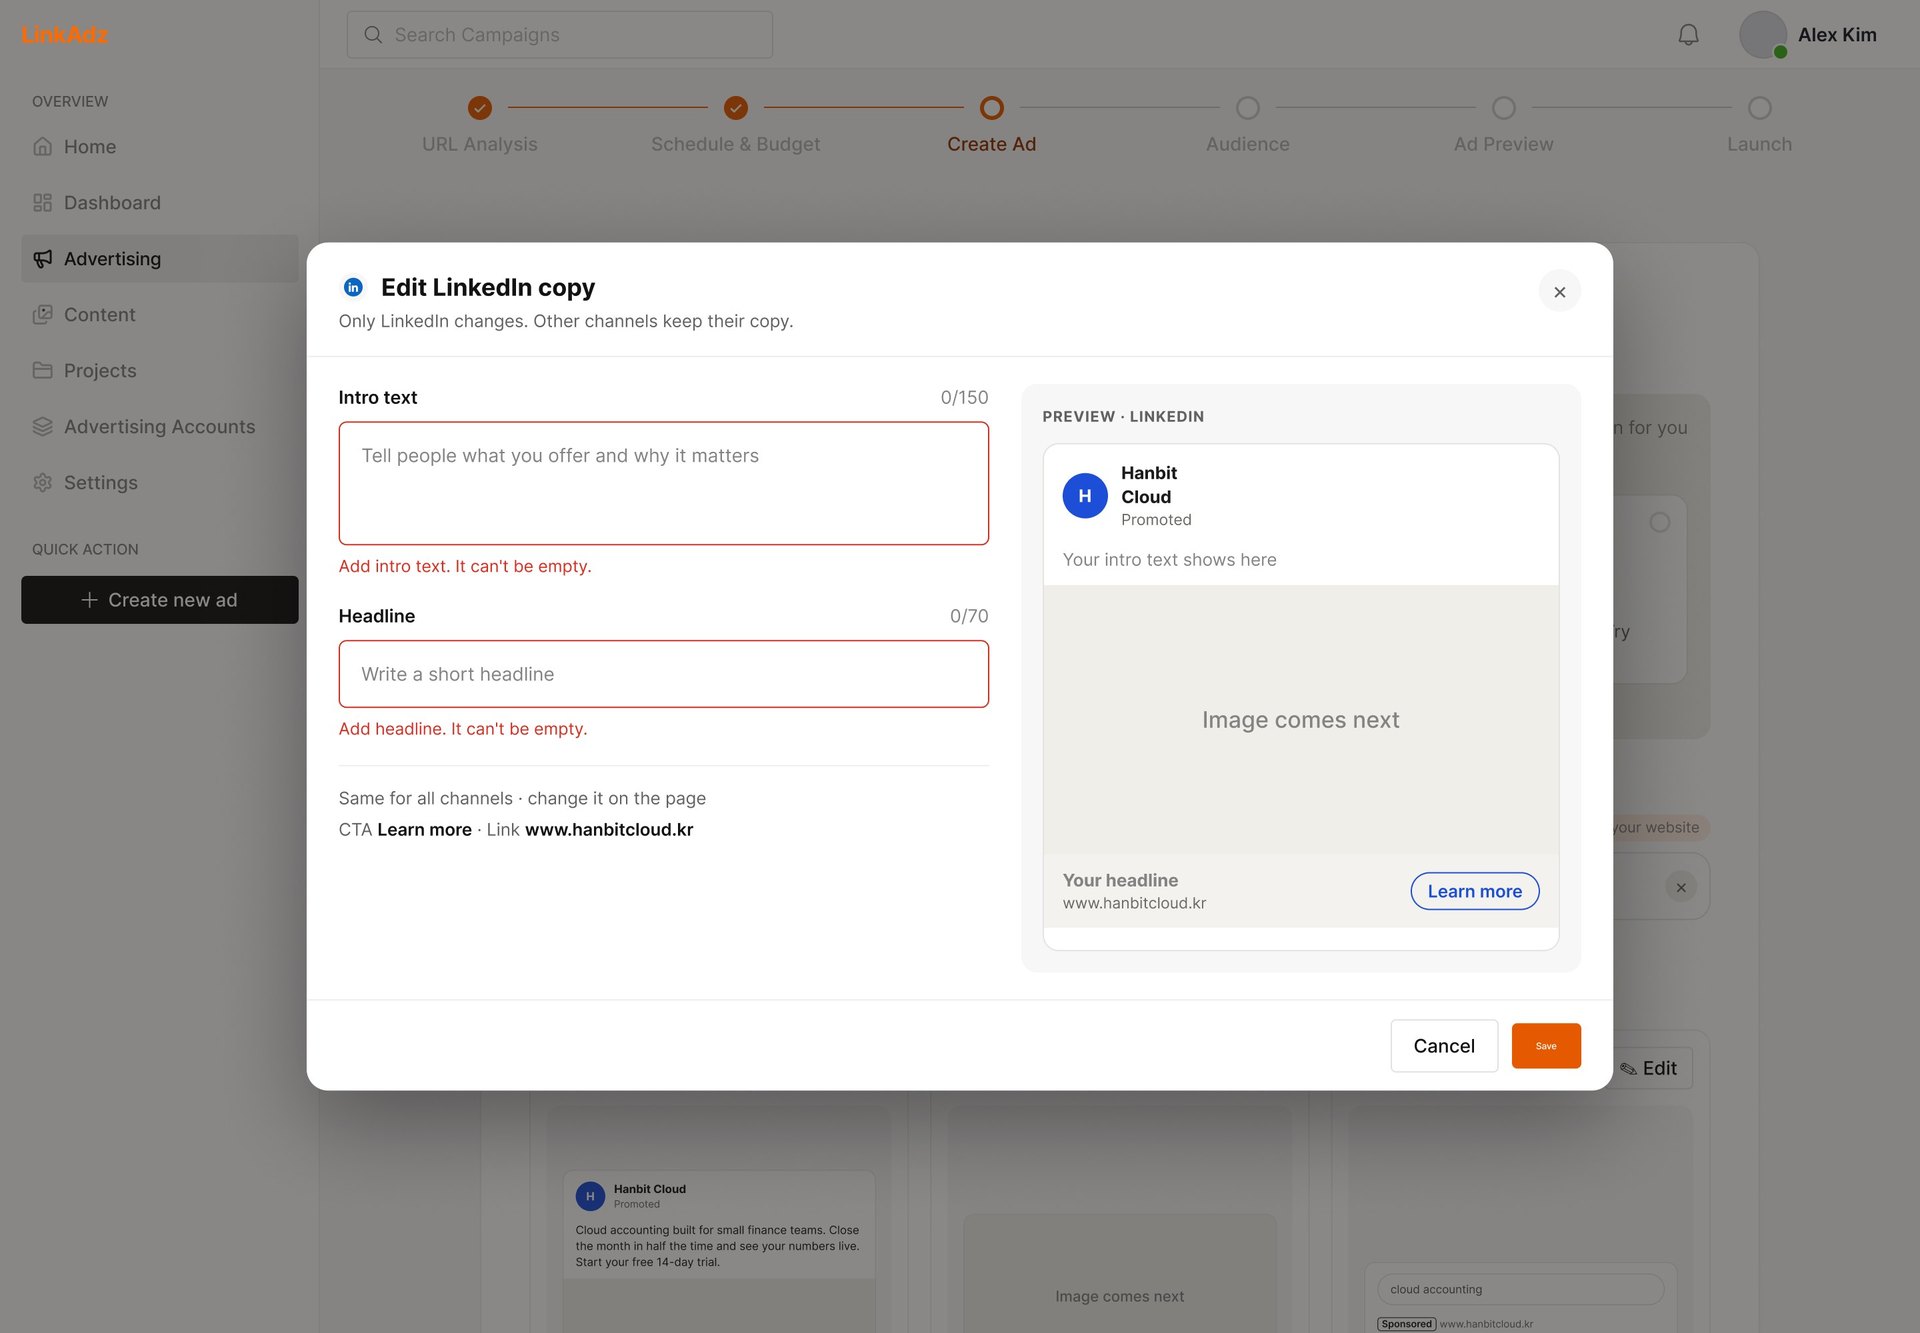 LinkAdz
Search Campaigns
Alex Kim
OVERVIEW
Home
Dashboard
Advertising
Content
Projects
Advertising Accounts
Settings
QUICK ACTION
Create new ad
URL Analysis
Schedule & Budget
Create Ad
Audience
Ad Preview
Launch
Edit LinkedIn copy
Only LinkedIn changes. Other channels keep their copy.
Intro text
0/150
Tell people what you offer and why it matters
Add intro text. It can't be empty.
Headline
0/70
Write a short headline
Add headline. It can't be empty.
Same for all channels · change it on the page
CTA Learn more · Link www.hanbitcloud.kr
PREVIEW · LINKEDIN
H
Hanbit
Cloud
Promoted
Your intro text shows here
Image comes next
Your headline
www.hanbitcloud.kr
Learn more
Cancel
Save
for you
your website
Edit
H
Hanbit Cloud
Promoted
Cloud accounting built for small finance teams. Close
the month in half the time and see your numbers live.
Start your free 14-day trial.
Image comes next
cloud accounting
Sponsored www.hanbitcloud.kr